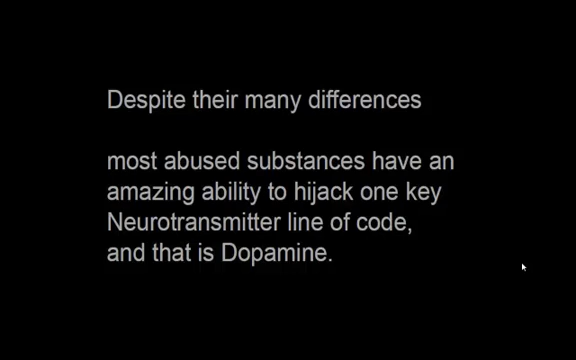 Despite their many differences
most abused substances have an
amazing ability to hijack one key
Neurotransmitter line of code,
and that is Dopamine.